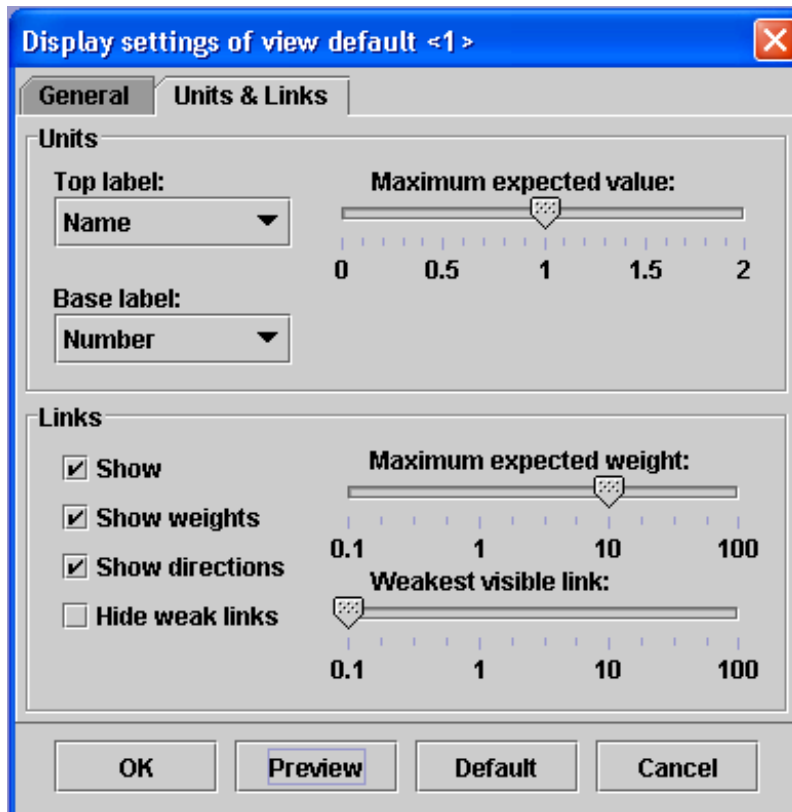 Display settings of view default <1>
General Units & Links
Units
Top label:
Name
Maximum expected value:
0 0.5 1 1.5 2
Base label:
Number
Links
Show
Show weights
Show directions
Hide weak links
Maximum expected weight:
0.1 1 10 100
Weakest visible link:
0.1 1 10 100
OK Preview Default Cancel